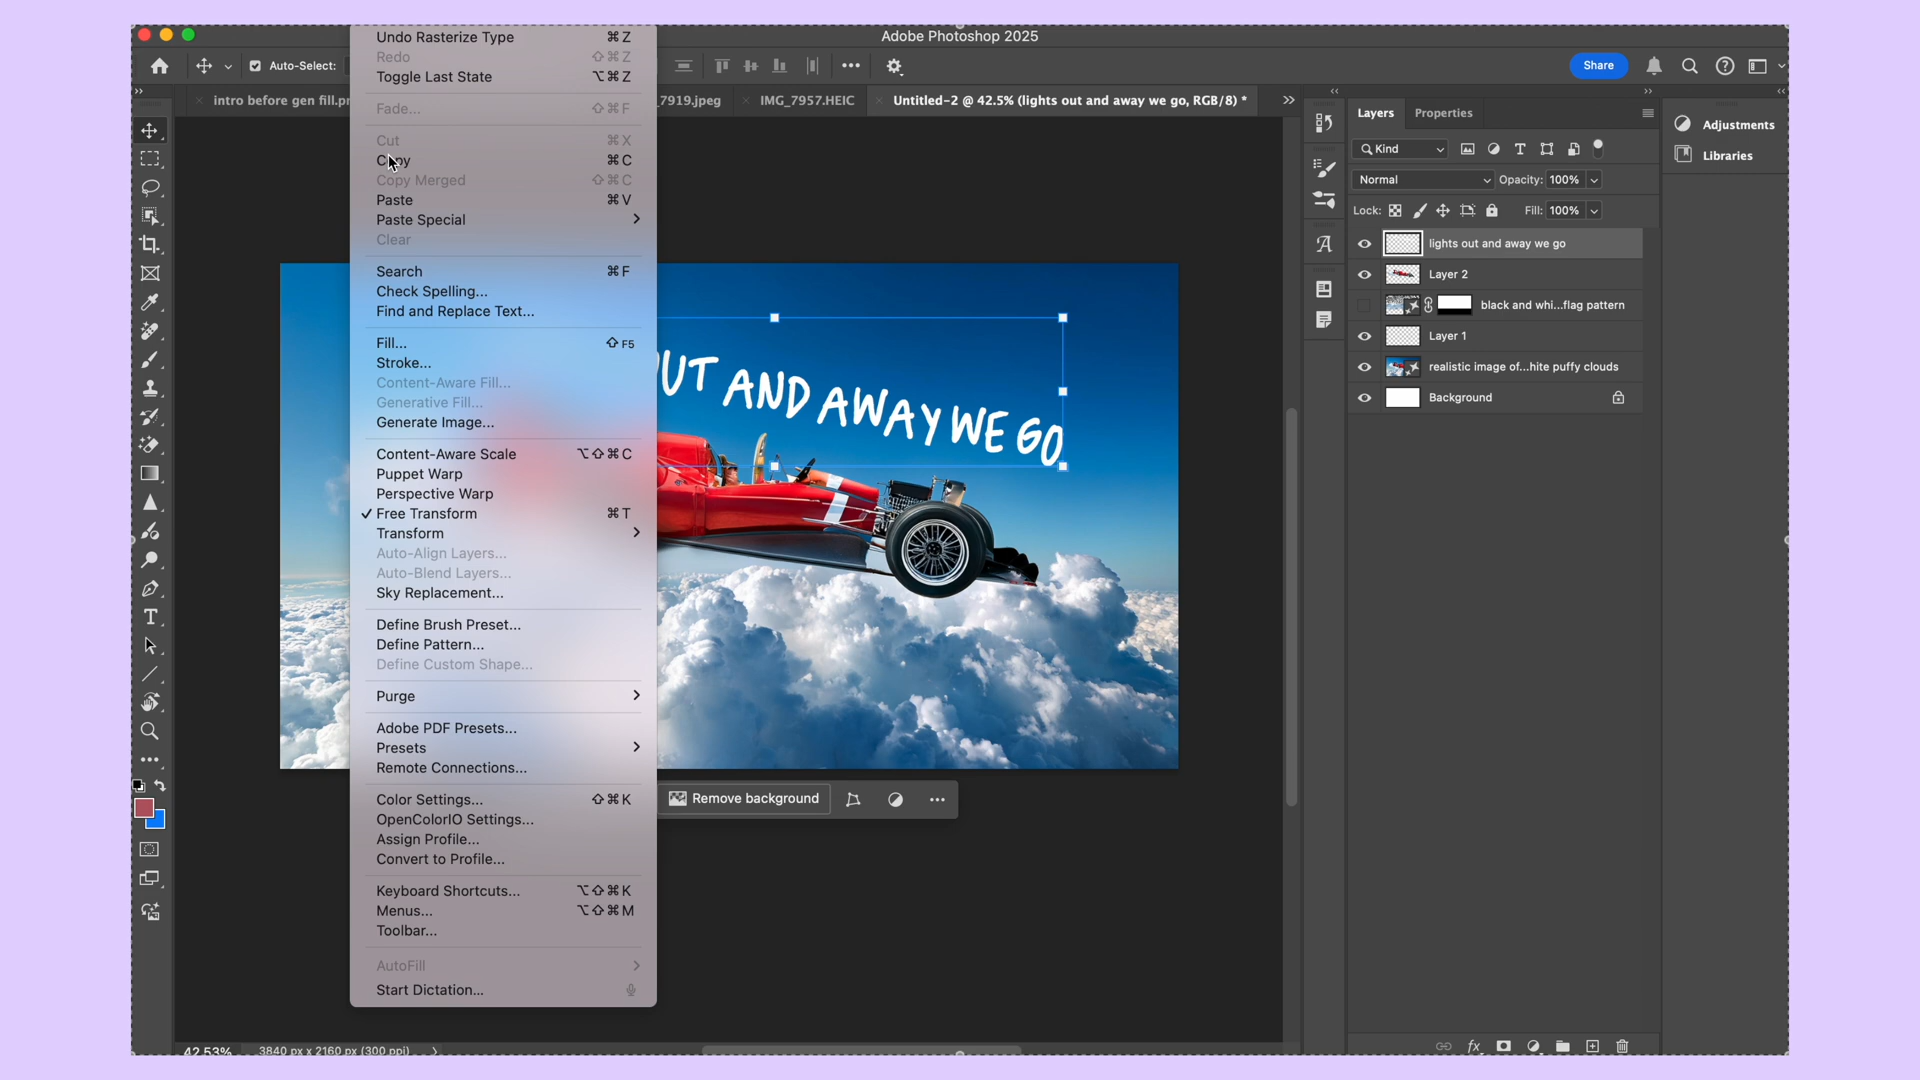 Adobe Photoshop 2025
Auto-Select:
Share
intro before gen fill.pr
_7919.jpeg
IMG_7957.HEIC
Untitled-2 @ 42.5% (lights out and away we go, RGB/8) *
Undo Rasterize Type ⌘ Z
Redo ⇧ ⌘ Z
Toggle Last State ⌥ ⌘ Z
Fade... ⇧ ⌘ F
Cut ⌘ X
Copy ⌘ C
Copy Merged ⇧ ⌘ C
Paste ⌘ V
Paste Special
Clear
Search ⌘ F
Check Spelling...
Find and Replace Text...
Fill... ⇧ F5
Stroke...
Content-Aware Fill...
Generative Fill...
Generate Image...
Content-Aware Scale ⌥ ⇧ ⌘ C
Puppet Warp
Perspective Warp
✓ Free Transform ⌘ T
Transform
Auto-Align Layers...
Auto-Blend Layers...
Sky Replacement...
Define Brush Preset...
Define Pattern...
Define Custom Shape...
Purge
Adobe PDF Presets...
Presets
Remote Connections...
Color Settings... ⇧ ⌘ K
OpenColorIO Settings...
Assign Profile...
Convert to Profile...
Keyboard Shortcuts... ⌥ ⇧ ⌘ K
Menus... ⌥ ⇧ ⌘ M
Toolbar...
AutoFill
Start Dictation...
UT AND AWAY WE GO
Remove background
42.53% 3840 px x 2160 px (300 ppi)
Layers Properties
Kind
Normal Opacity: 100%
Lock: Fill: 100%
lights out and away we go
Layer 2
black and whi...flag pattern
Layer 1
realistic image of...hite puffy clouds
Background
Adjustments
Libraries